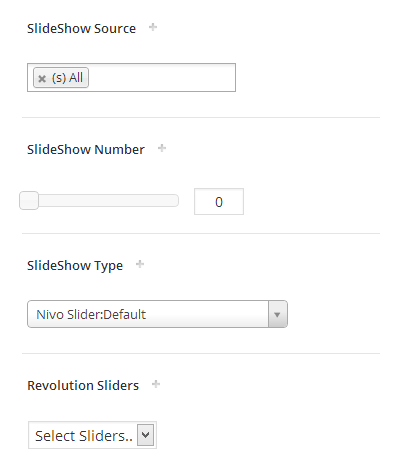 SlideShow Source
(s) All
SlideShow Number
0
SlideShow Type
Nivo Slider:Default
Revolution Sliders
Select Sliders..